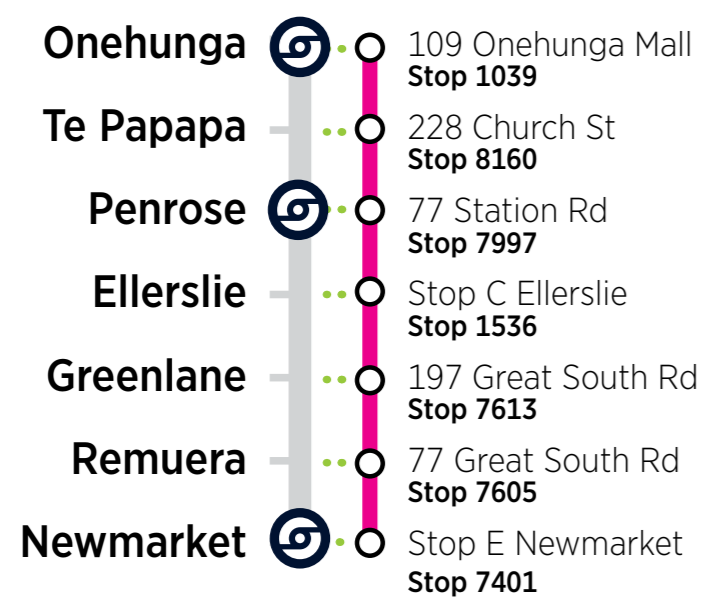 Onehunga
109 Onehunga Mall
Stop 1039
Te Papapa
228 Church St
Stop 8160
Penrose
77 Station Rd
Stop 7997
Ellerslie
Stop C Ellerslie
Stop 1536
Greenlane
197 Great South Rd
Stop 7613
Remuera
77 Great South Rd
Stop 7605
Newmarket
Stop E Newmarket
Stop 7401